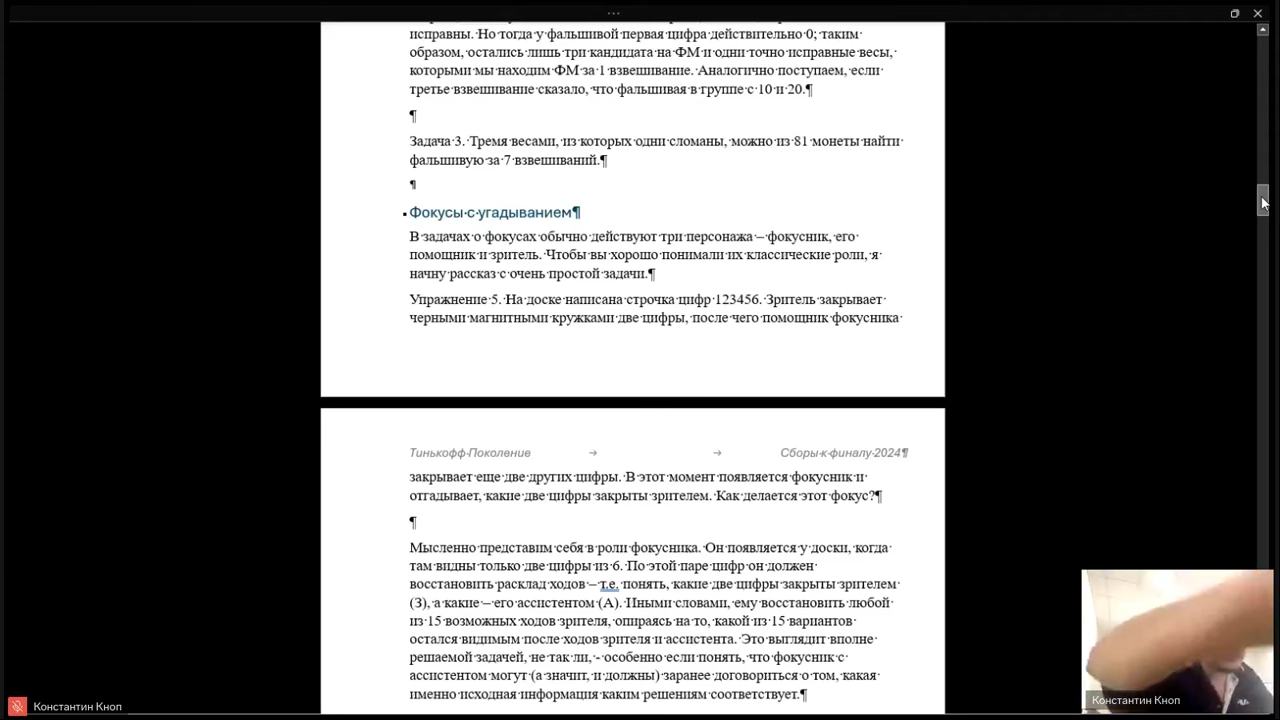 исправны. Но тогда у фальшивой первая цифра действительно 0; таким
образом, остались лишь три кандидата на ФМ и одни точно исправные весы,
которыми мы находим ФМ за 1 взвешивание. Аналогично поступаем, если
третье взвешивание сказало, что фальшивая в группе с 10 и 20.¶
¶
Задача 3. Тремя весами, из которых одни сломаны, можно из 81 монеты найти
фальшивую за 7 взвешиваний.¶
¶
Фокусы с угадыванием¶
В задачах о фокусах обычно действуют три персонажа – фокусник, его
помощник и зритель. Чтобы вы хорошо понимали их классические роли, я
начну рассказ с очень простой задачи.¶
Упражнение 5. На доске написана строчка цифр 123456. Зритель закрывает
черными магнитными кружками две цифры, после чего помощник фокусника
Тинькофф Поколение → → Сборы к финалу 2024¶
закрывает еще две других цифры. В этот момент появляется фокусник и
отгадывает, какие две цифры закрыты зрителем. Как делается этот фокус?¶
¶
Мысленно представим себя в роли фокусника. Он появляется у доски, когда
там видны только две цифры из 6. По этой паре цифр он должен
восстановить расклад ходов – т.е. понять, какие две цифры закрыты зрителем
(З), а какие – его ассистентом (А). Иными словами, ему восстановить любой
из 15 возможных ходов зрителя, опираясь на то, какой из 15 вариантов
остался видимым после ходов зрителя и ассистента. Это выглядит вполне
решаемой задачей, не так ли, - особенно если понять, что фокусник с
ассистентом могут (а значит, и должны) заранее договориться о том, какая
именно исходная информация каким решениям соответствует.¶
Константин Кноп
Константин Кноп